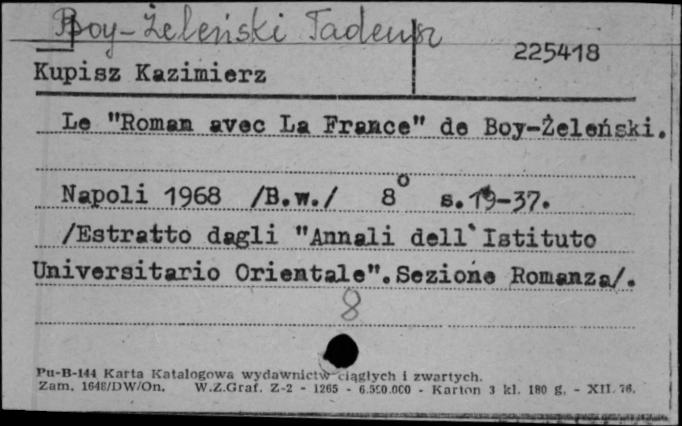 Boy-Żeleński Tadeusz
225418
Kupisz Kazimierz
Le "Roman avec La France" de Boy-Żeleński.
Napoli 1968 /B.w./ 8° s.19-37.
/Estratto dagli "Annali dell`Istituto
Universitario Orientale".Sezione Romanza/.
8
Pu-B-144 Karta Katalogowa wydawnictw ciągłych i zwartych.
Zam. 1648/DW/On. W.Z.Graf. Z-2 - 1265 - 6.500.000 - Karton 3 kl. 180 g. - XII. 76.